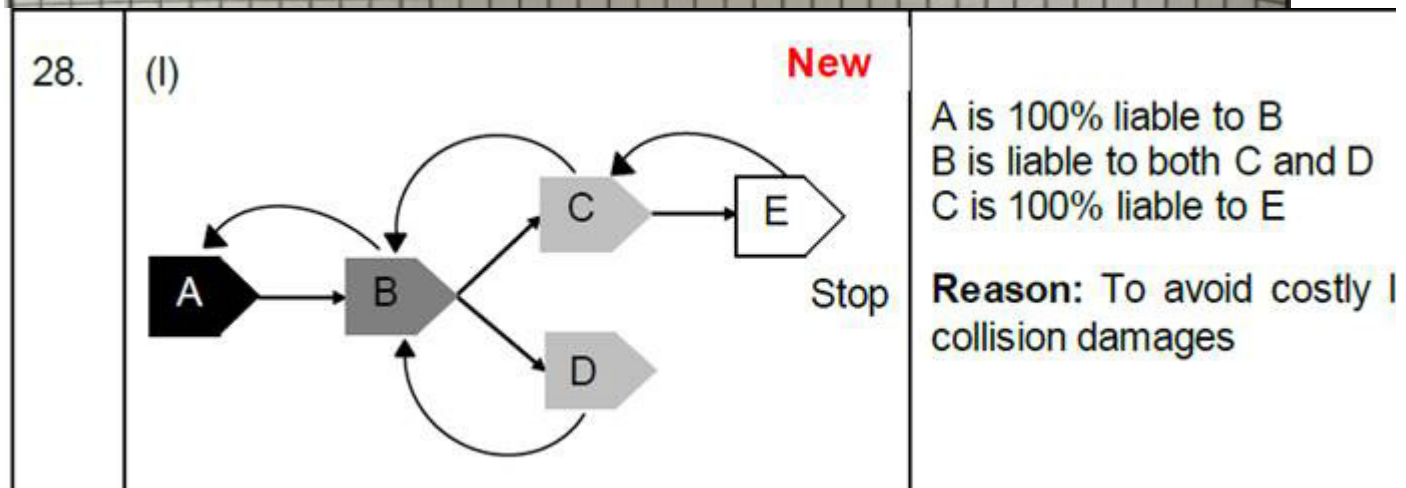 28.
(I)
New
A
B
C
D
E
Stop
A is 100% liable to B
B is liable to both C and D
C is 100% liable to E
Reason: To avoid costly
collision damages